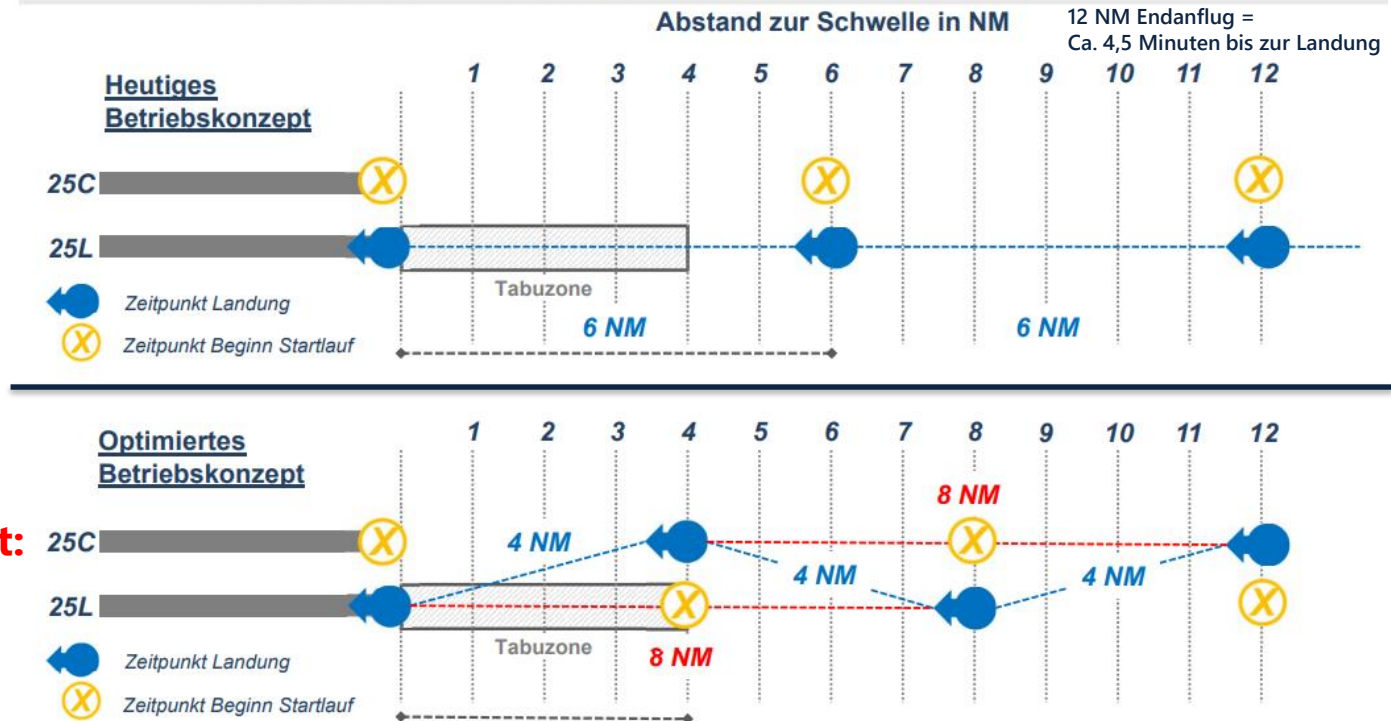 Abstand zur Schwelle in NM
12 NM Endanflug =
Ca. 4,5 Minuten bis zur Landung
Heutiges
Betriebskonzept
1 2 3 4 5 6 7 8 9 10 11 12
25C X X X
25L
Tabuzone
Zeitpunkt Landung
6 NM 6 NM
X Zeitpunkt Beginn Startlauf
Optimiertes
Betriebskonzept
1 2 3 4 5 6 7 8 9 10 11 12
8 NM
t: 25C X 4 NM X
4 NM 4 NM
25L X X
Tabuzone
8 NM
Zeitpunkt Landung
X Zeitpunkt Beginn Startlauf